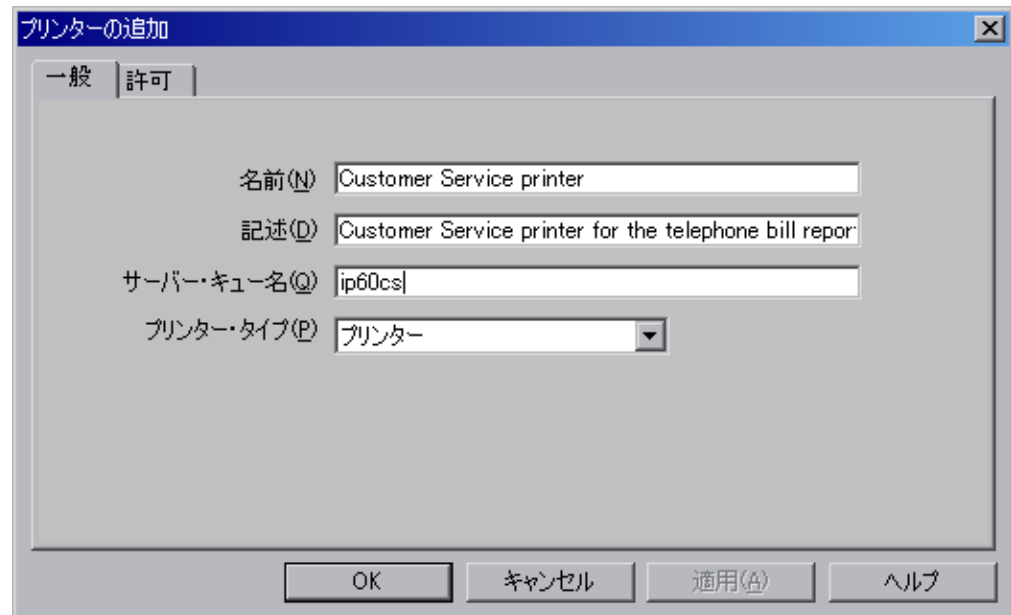 プリンターの追加
一般 許可
名前(N) Customer Service printer
記述(D) Customer Service printer for the telephone bill repor
サーバー・キュー名(Q) ip60cs
プリンター・タイプ(P) プリンター
OK キャンセル 適用(A) ヘルプ